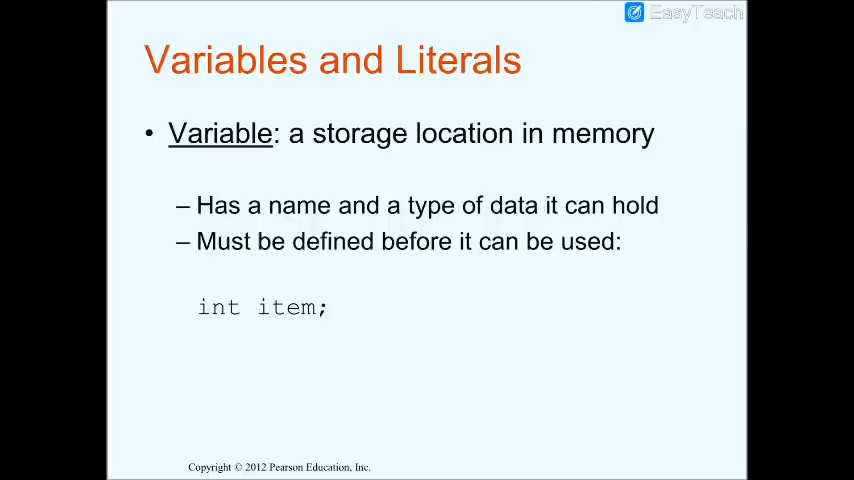 EasyTeach
Variables and Literals
• Variable: a storage location in memory
– Has a name and a type of data it can hold
– Must be defined before it can be used:
int item;
Copyright © 2012 Pearson Education, Inc.